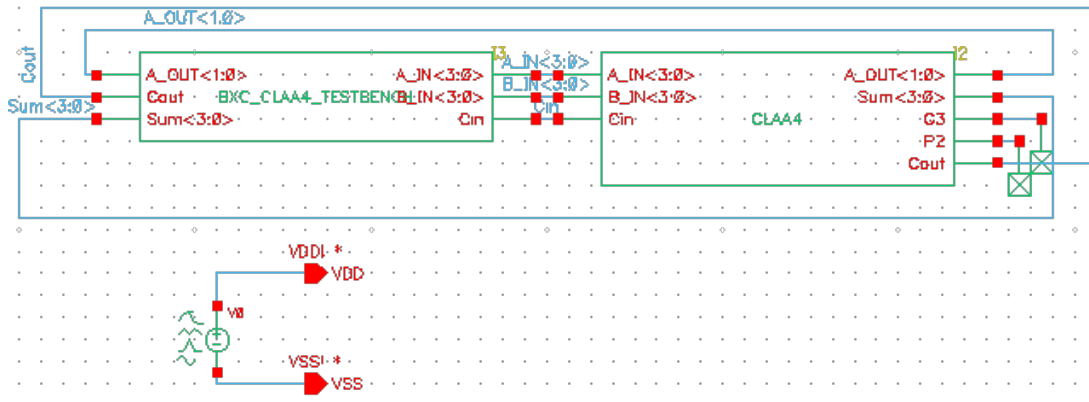 A_OUT<1:0>
Cout
Sum<3:0>
A_OUT<1:0>
Cout
Sum<3:0>
BXC_CLAA4_TESTBENCH
A_IN<3:0>
B_IN<3:0>
Cin
I3
A_IN<3:0>
B_IN<3:0>
Cin
A_IN<3:0>
B_IN<3:0>
Cin
CLAA4
I2
A_OUT<1:0>
Sum<3:0>
G3
P2
Cout
VDD! *
VDD
V0
VSS! *
VSS